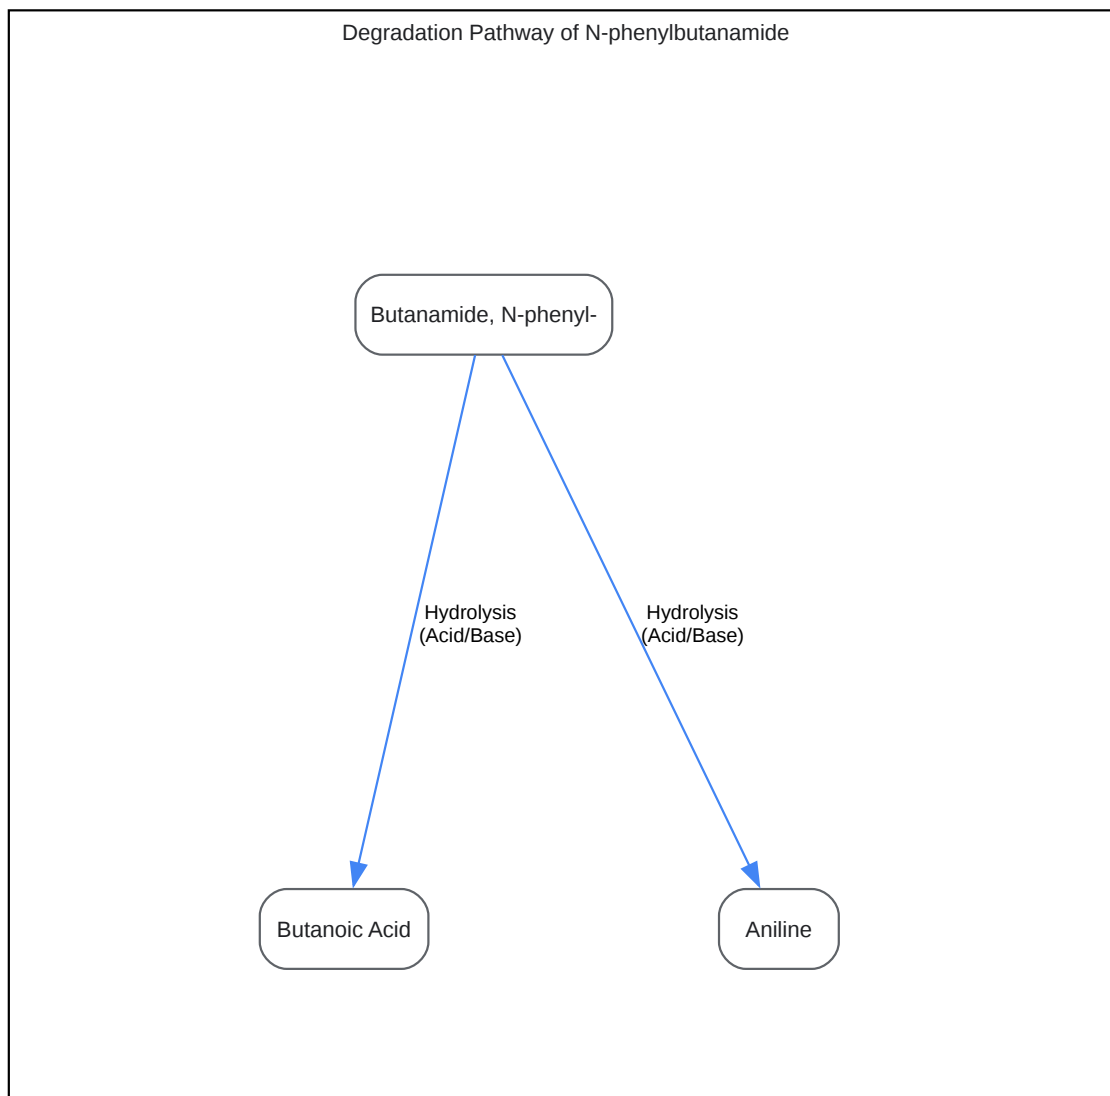 Degradation Pathway of N-phenylbutanamide
Butanamide, N-phenyl-
Hydrolysis
(Acid/Base)
Hydrolysis
(Acid/Base)
Butanoic Acid
Aniline